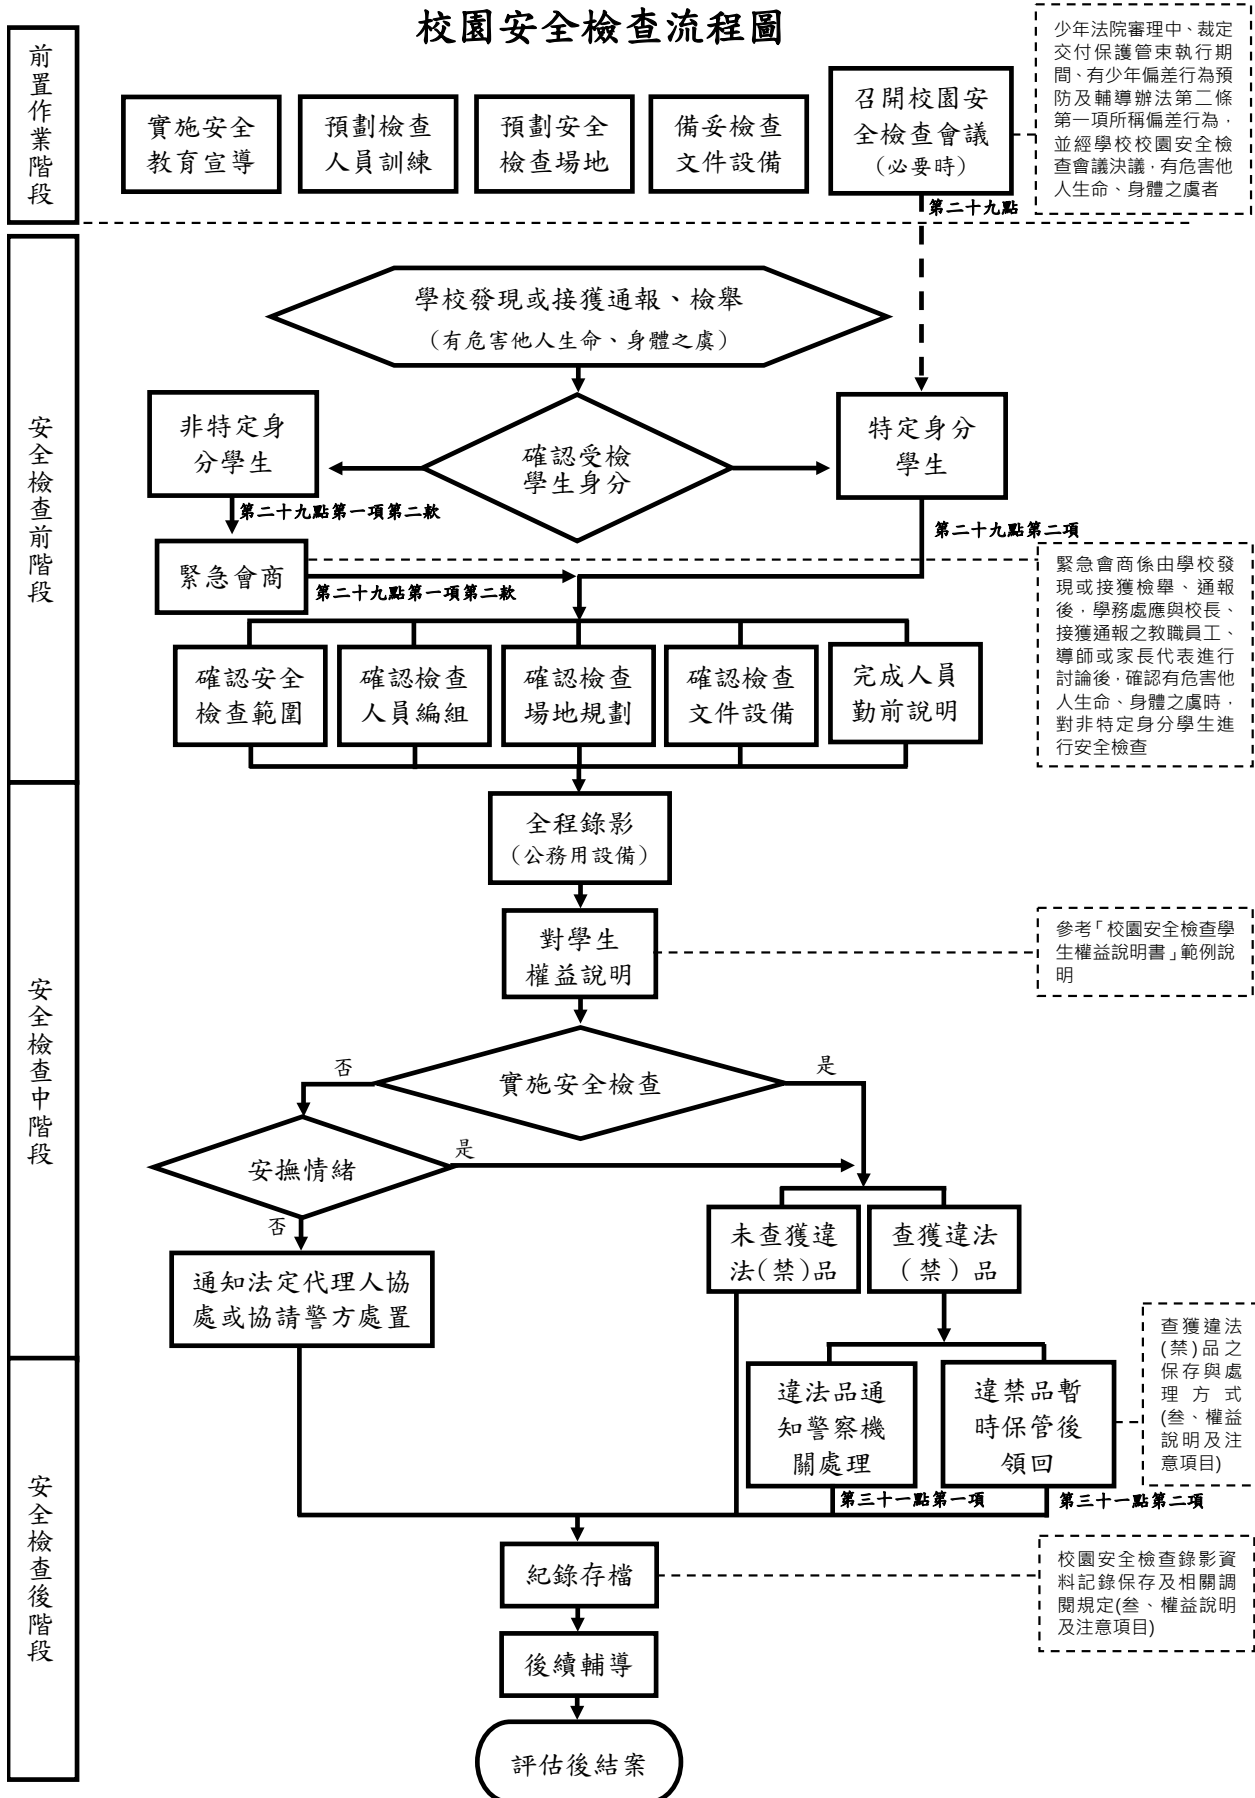 校園安全檢查流程圖
前置作業階段
實施安全
教育宣導
預劃檢查
人員訓練
預劃安全
檢查場地
備妥檢查
文件設備
召開校園安
全檢查會議
(必要時)
少年法院審理中、裁定
交付保護管束執行期
間、有少年偏差行為預
防及輔導辦法第二條
第一項所稱偏差行為，
並經學校校園安全檢
查會議決議，有危害他
人生命、身體之虞者
第二十九點
安全檢查前階段
學校發現或接獲通報、檢舉
(有危害他人生命、身體之虞)
非特定身
分學生
確認受檢
學生身分
特定身分
學生
第二十九點第一項第二款
第二十九點第二項
緊急會商
第二十九點第一項第二款
緊急會商係由學校發
現或接獲檢舉、通報
後，學務處應與校長、
接獲通報之教職員工、
導師或家長代表進行
討論後，確認有危害他
人生命、身體之虞時，
對非特定身分學生進
行安全檢查
確認安全
檢查範圍
確認檢查
人員編組
確認檢查
場地規劃
確認檢查
文件設備
完成人員
勤前說明
安全檢查中階段
全程錄影
(公務用設備)
對學生
權益說明
參考「校園安全檢查學
生權益說明書」範例說
明
實施安全檢查
否
是
安撫情緒
是
否
通知法定代理人協
處或協請警方處置
未查獲違
法(禁)品
查獲違法
(禁)品
安全檢查後階段
違法品通
知警察機
關處理
違禁品暫
時保管後
領回
查獲違法
(禁)品之
保存與處
理方式
(叁、權益
說明及注
意項目)
第三十一點第一項
第三十一點第二項
紀錄存檔
校園安全檢查錄影資
料記錄保存及相關調
閱規定(叁、權益說明
及注意項目)
後續輔導
評估後結案